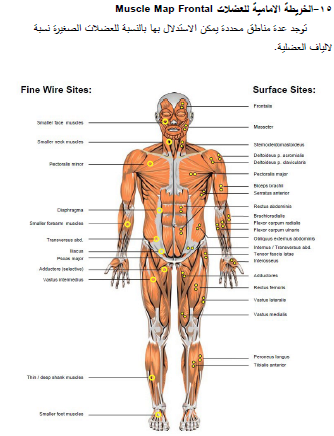 ١٥-الخريطة الامامية للعضلات Muscle Map Frontal
توجد عدة مناطق محددة يمكن الاستدلال بها بالنسبة للعضلات الصغيرة نسبة
لالياف العضلية.
Fine Wire Sites:
Surface Sites:
Smaller face muscles
Smaller neck muscles
Pectoralis minor
Diaphragma
Smaller forearm muscles
Transversus abd.
Iliacus
Psoas major
Adductors (selective)
Vastus intermedius
Thin / deep shank muscles
Smaller foot muscles
Frontalis
Masseter
Sternocleidomastoideus
Deltoideus p. acromialis
Deltoideus p. clavicularis
Pectoralis major
Biceps brachii
Serratus anterior
Rectus abdominis
Brachioradialis
Flexor carpum radialis
Flexor carpum ulnaris
Obliquus externus abdominis
Internus / Transversus abd.
Tensor fascia latae
Interosseus
Adductores
Rectus femoris
Vastus lateralis
Vastus medialis
Peroneus longus
Tibialis anterior